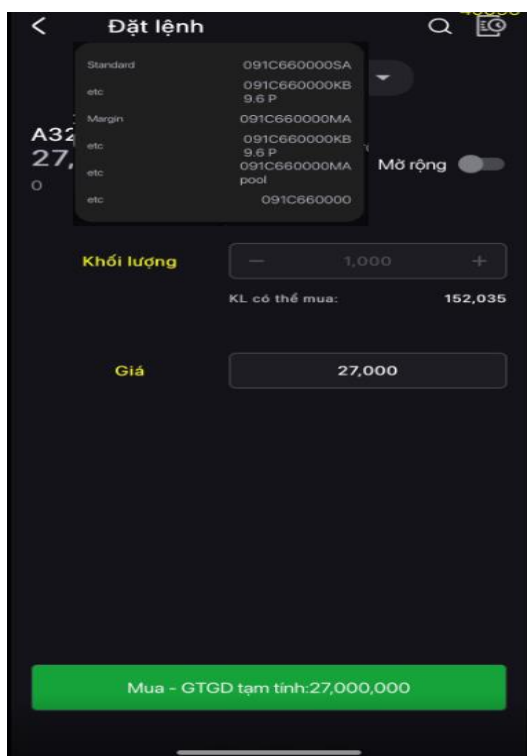 Đặt lệnh
Standard 091C660000SA
etc 091C660000KB
9.6 P
Margin 091C660000MA
etc 091C660000KB
9.6 P
etc 091C660000MA
pool
etc 091C660000
A32
27,
0
Mở rộng
Khối lượng
1,000
KL có thể mua: 152,035
Giá
27,000
Mua - GTGD tạm tính:27,000,000